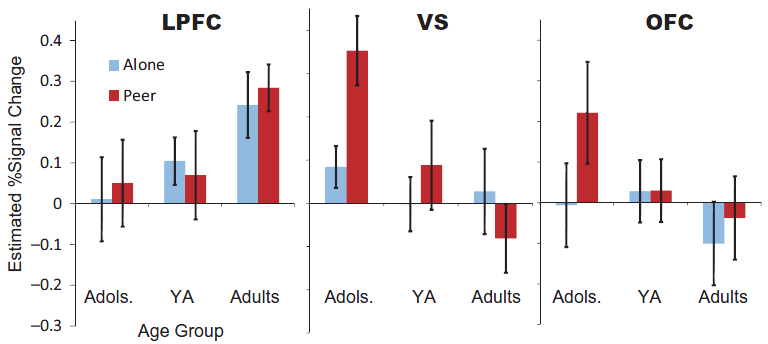 LPFC
VS
OFC
Estimated %Signal Change
0.4
0.3
0.2
0.1
0
−0.1
−0.2
−0.3
Alone
Peer
Adols. YA Adults
Adols. YA Adults
Adols. YA Adults
Age Group